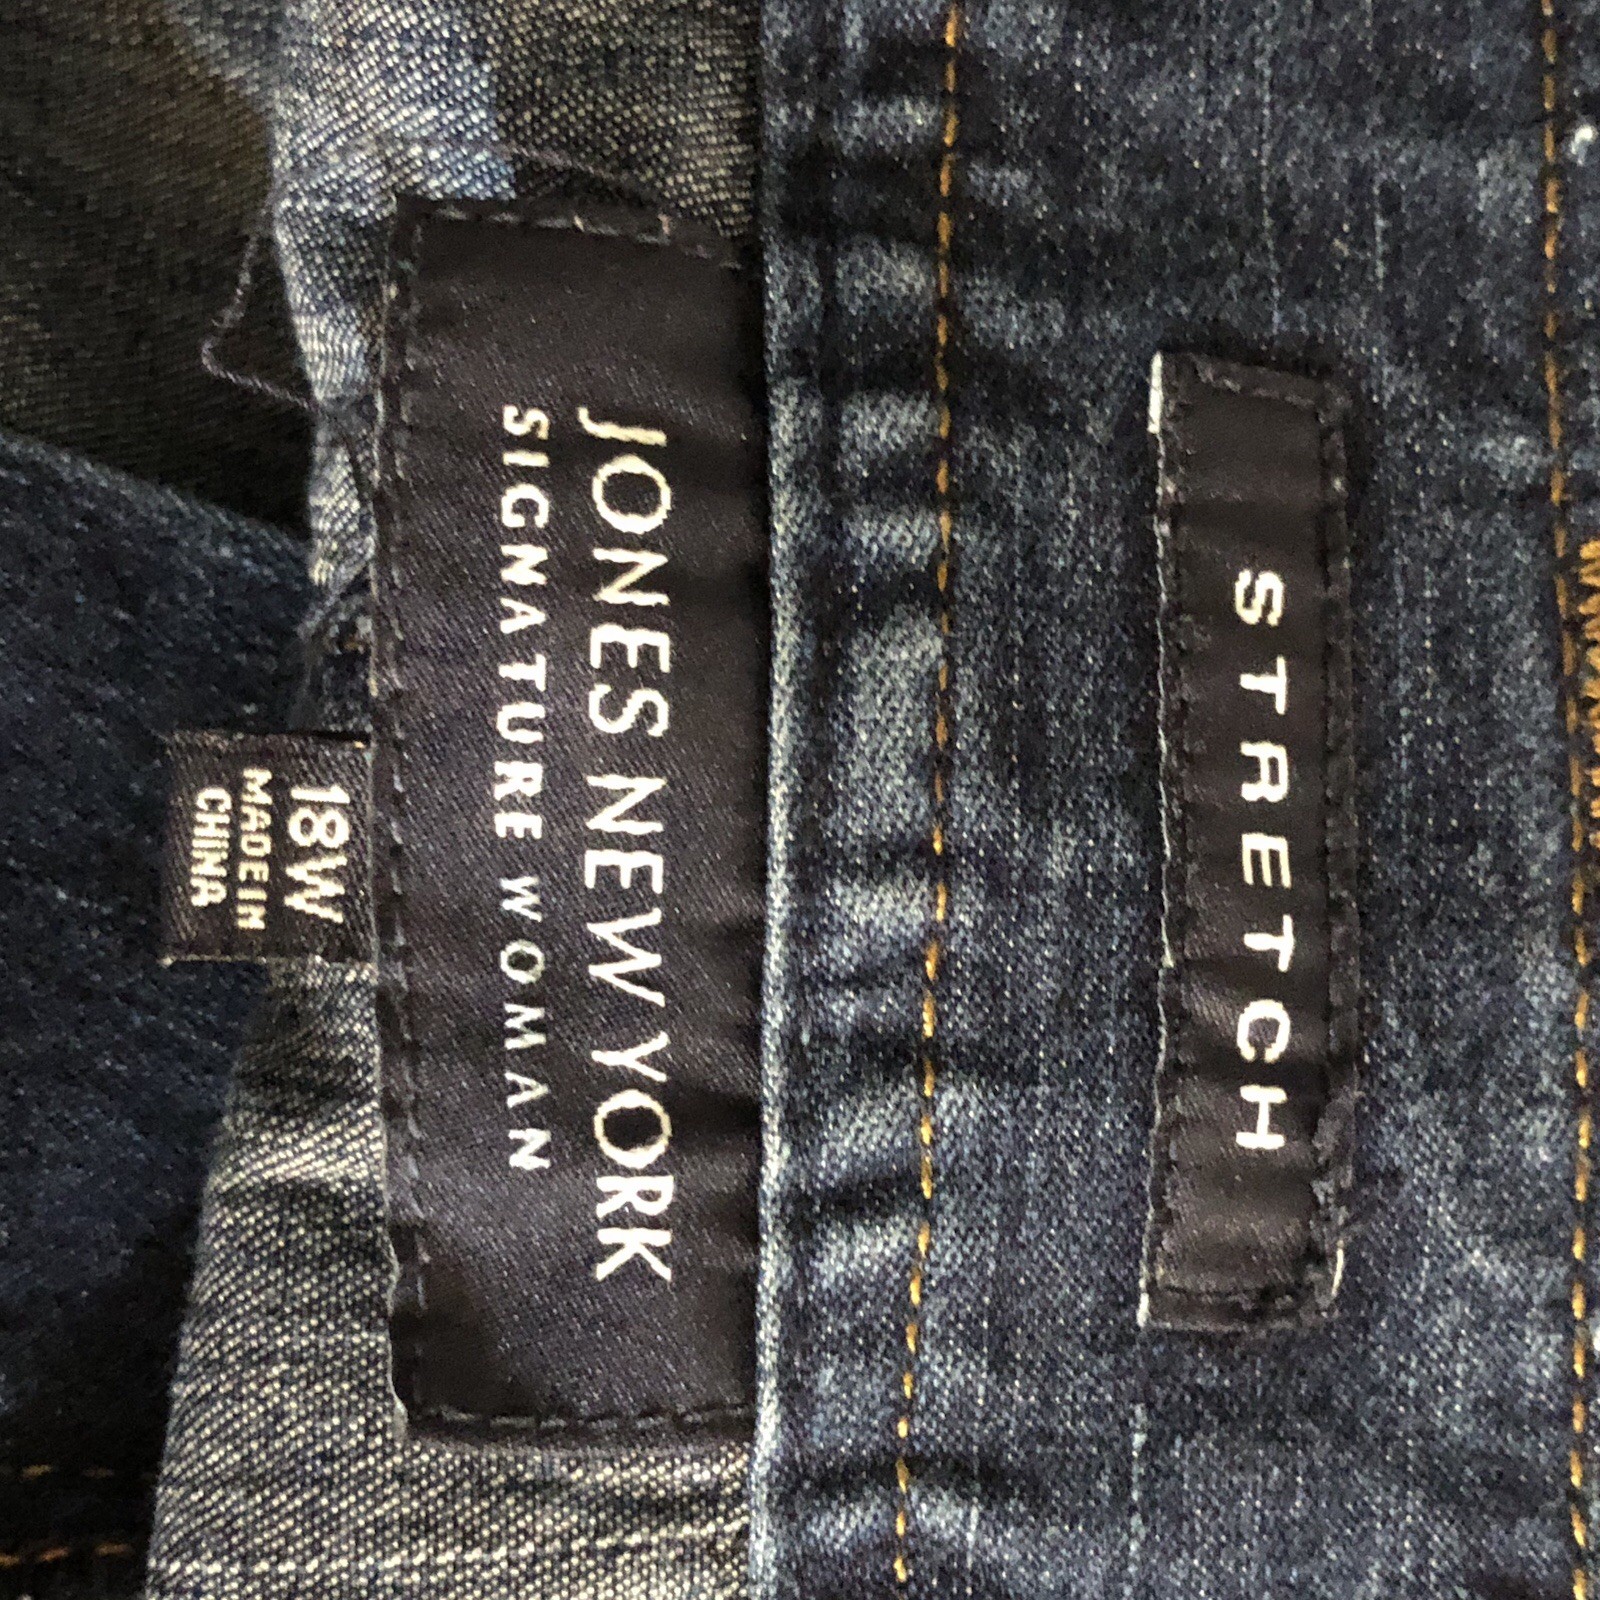 STRETCH
JONES NEW YORK
SIGNATURE WOMAN
18W
MADE IN
CHINA